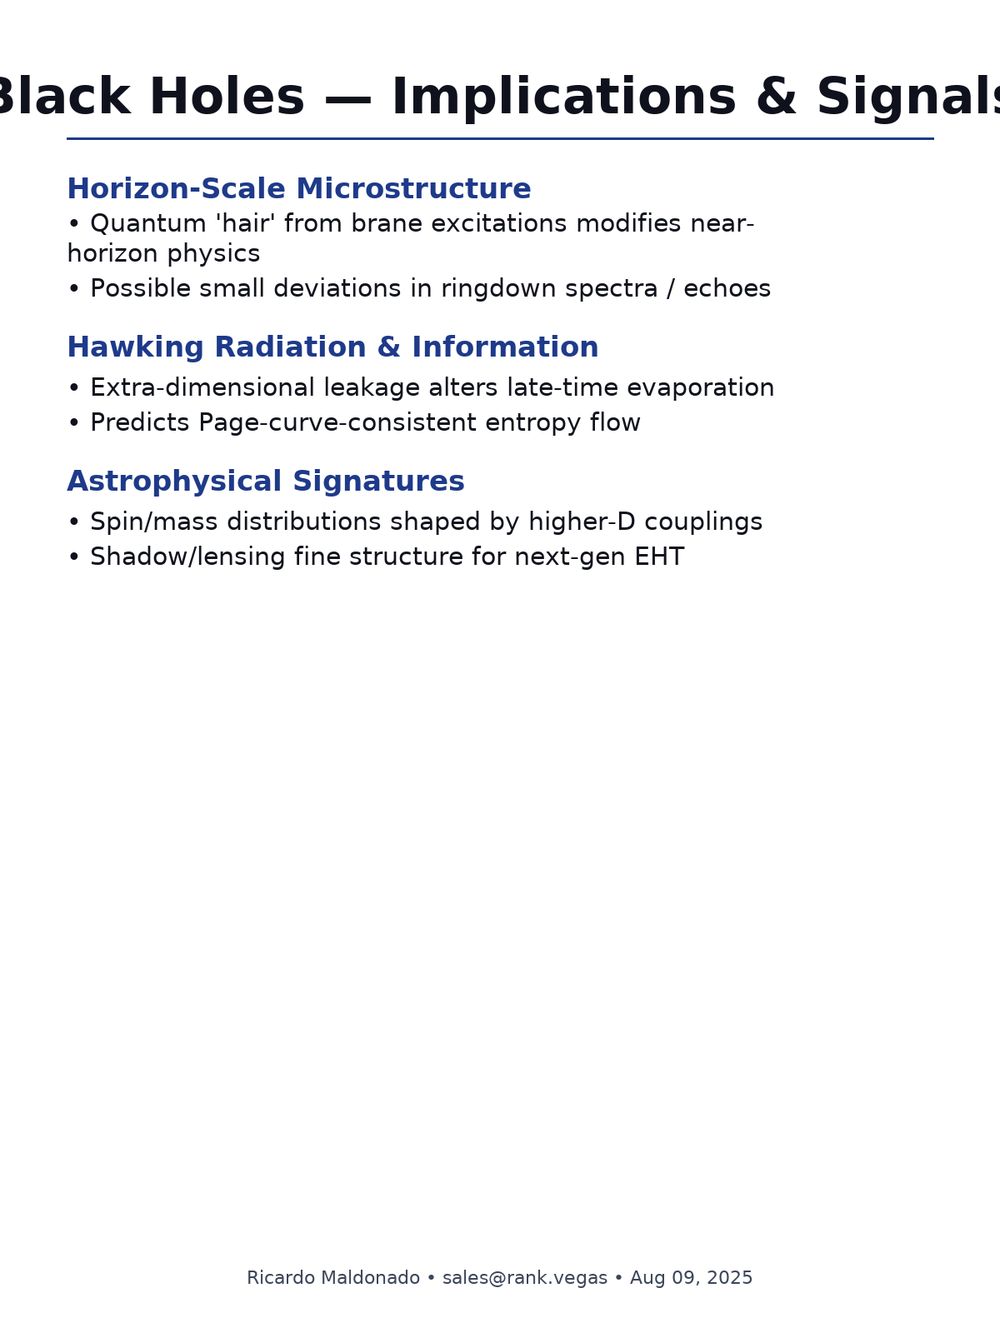 Black Holes — Implications & Signals
Horizon-Scale Microstructure
• Quantum 'hair' from brane excitations modifies near-
horizon physics
• Possible small deviations in ringdown spectra / echoes
Hawking Radiation & Information
• Extra-dimensional leakage alters late-time evaporation
• Predicts Page-curve-consistent entropy flow
Astrophysical Signatures
• Spin/mass distributions shaped by higher-D couplings
• Shadow/lensing fine structure for next-gen EHT
Ricardo Maldonado • sales@rank.vegas • Aug 09, 2025